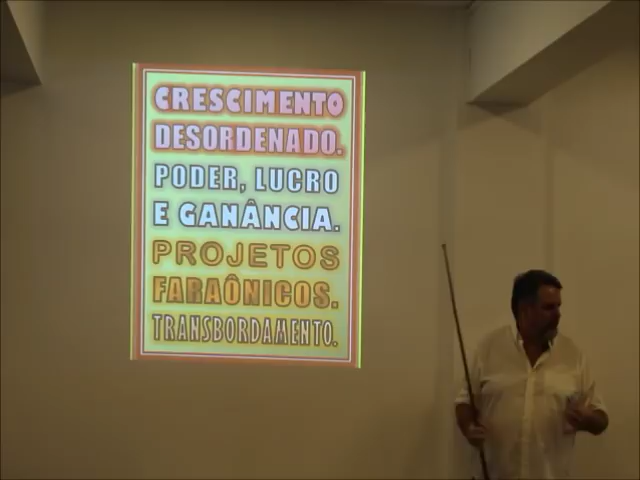 CRESCIMENTO
DESORDENADO.
PODER, LUCRO
E GANÂNCIA.
PROJETOS
FARAÔNICOS.
TRANSBORDAMENTO.